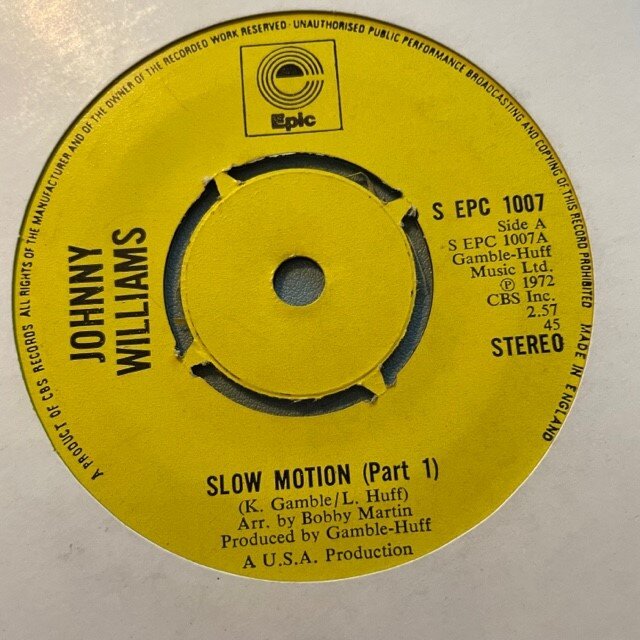 A PRODUCT OF CBS RECORDS ALL RIGHTS OF THE MANUFACTURER AND OF THE OWNER OF THE RECORDED WORK RESERVED · UNAUTHORISED PUBLIC PERFORMANCE BROADCASTING AND COPYING OF THIS RECORD PROHIBITED MADE IN ENGLAND
Epic
JOHNNY
WILLIAMS
S EPC 1007
Side A
S EPC 1007A
Gamble-Huff
Music Ltd.
℗ 1972
CBS Inc.
2.57
45
STEREO
SLOW MOTION (Part 1)
(K. Gamble/L. Huff)
Arr. by Bobby Martin
Produced by Gamble-Huff
A U.S.A. Production